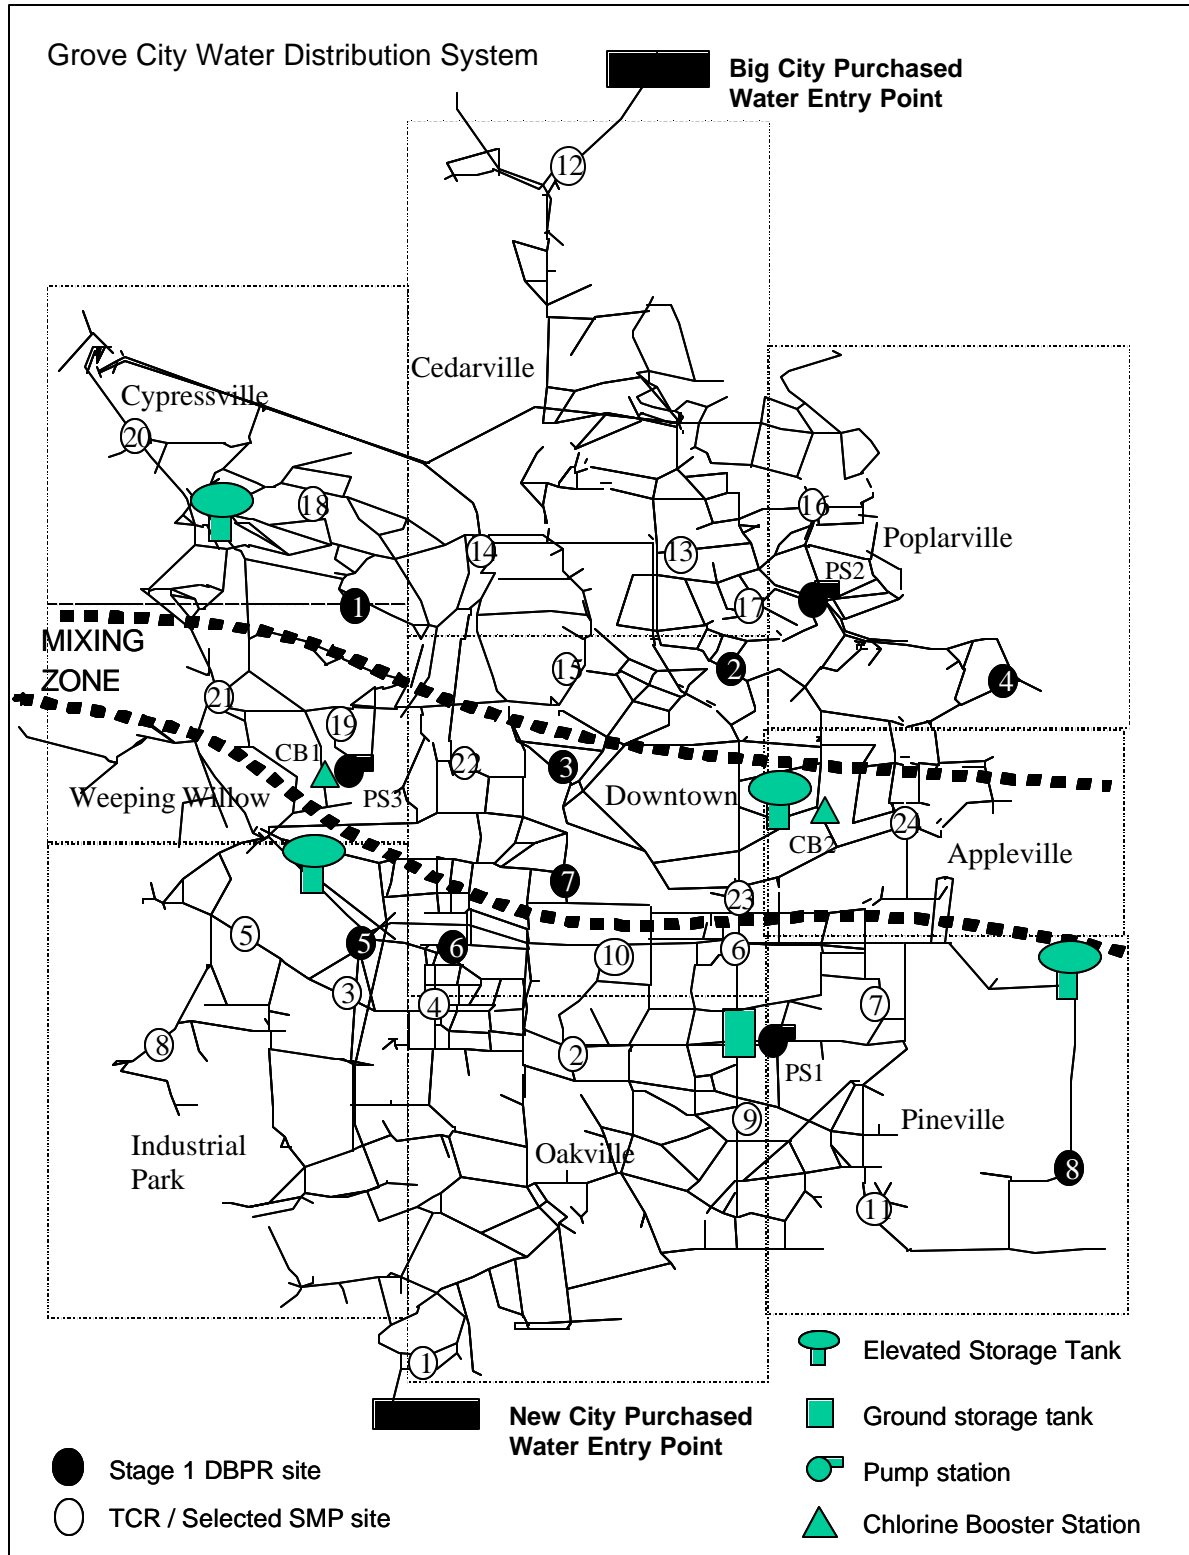 Grove City Water Distribution System
Big City Purchased
Water Entry Point
12
Cedarville
Cypressville
20
18
16
14
13
Poplarville
PS2
1
17
MIXING
ZONE
15
2
4
21
19
CB1
22
3
Weeping Willow
PS3
Downtown
CB2
24
Appleville
7
23
5
5
6
10
6
3
4
7
8
2
PS1
9
Pineville
Industrial
Park
Oakville
8
11
1
New City Purchased
Water Entry Point
Elevated Storage Tank
Ground storage tank
Stage 1 DBPR site
Pump station
TCR / Selected SMP site
Chlorine Booster Station